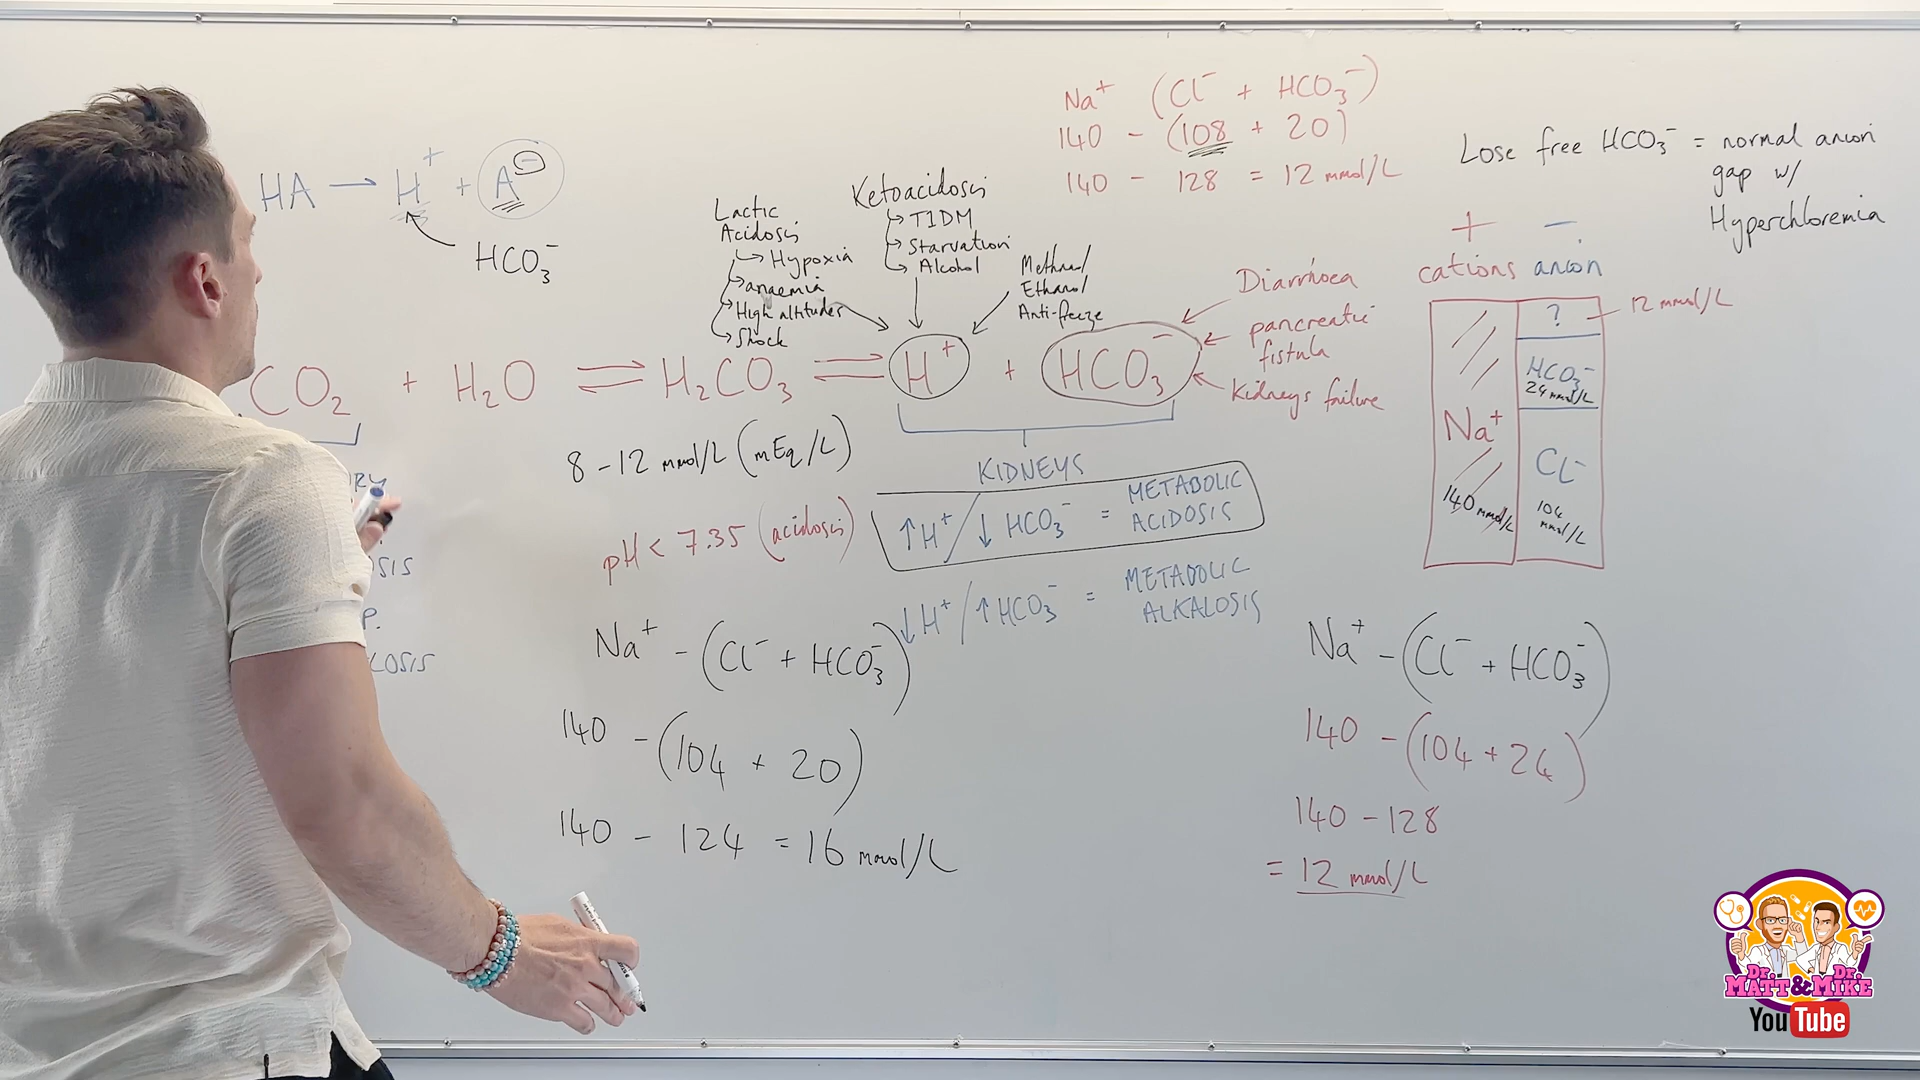 Na⁺ (Cl⁻ + HCO₃⁻)
140 - (108 + 20)
140 - 128 = 12 mmol/L
Lose free HCO₃⁻ = normal anion
gap w/
Hyperchloremia
HA → H⁺ + A⁻
HCO₃⁻
Lactic
Acidosis
↳ Hypoxia
↳ anaemia
↳ High altitudes
↳ Shock
Ketoacidosis
↳ T1DM
↳ Starvation
↳ Alcohol
Methanol
Ethanol
Anti-freeze
Diarrhoea
pancreatic
fistula
Kidneys failure
CO₂ + H₂O ⇌ H₂CO₃ ⇌ H⁺ + HCO₃⁻
+ -
cations anion
? 12 mmol/L
HCO₃⁻
24 mmol/L
Na⁺
140 mmol/L
Cl⁻
104
mmol/L
8-12 mmol/L (mEq/L)
pH < 7.35 (acidosis)
KIDNEYS
↑H⁺/↓HCO₃⁻ = METABOLIC
ACIDOSIS
↓H⁺/↑HCO₃⁻ = METABOLIC
ALKALOSIS
OSIS
P.
LOSIS
Na⁺ - (Cl⁻ + HCO₃⁻)
140 - (104 + 20)
140 - 124 = 16 mmol/L
Na⁺ - (Cl⁻ + HCO₃⁻)
140 - (104 + 24)
140 - 128
= 12 mmol/L
Dr. Dr.
MATT & MIKE
YouTube